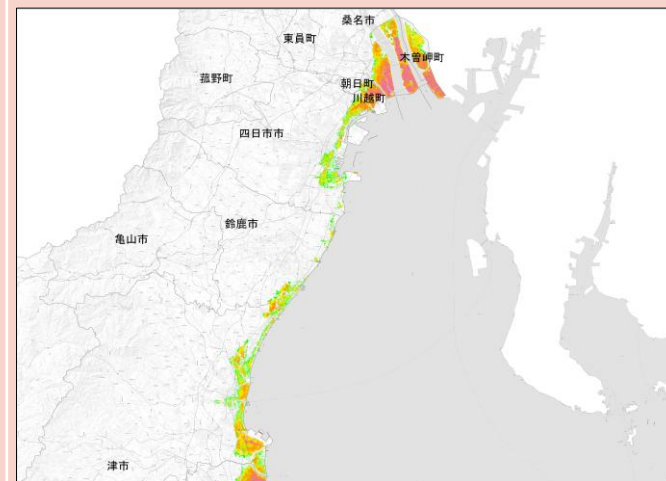 桑名市
東員町
木曽岬町
菰野町
朝日町
川越町
四日市市
鈴鹿市
亀山市
津市